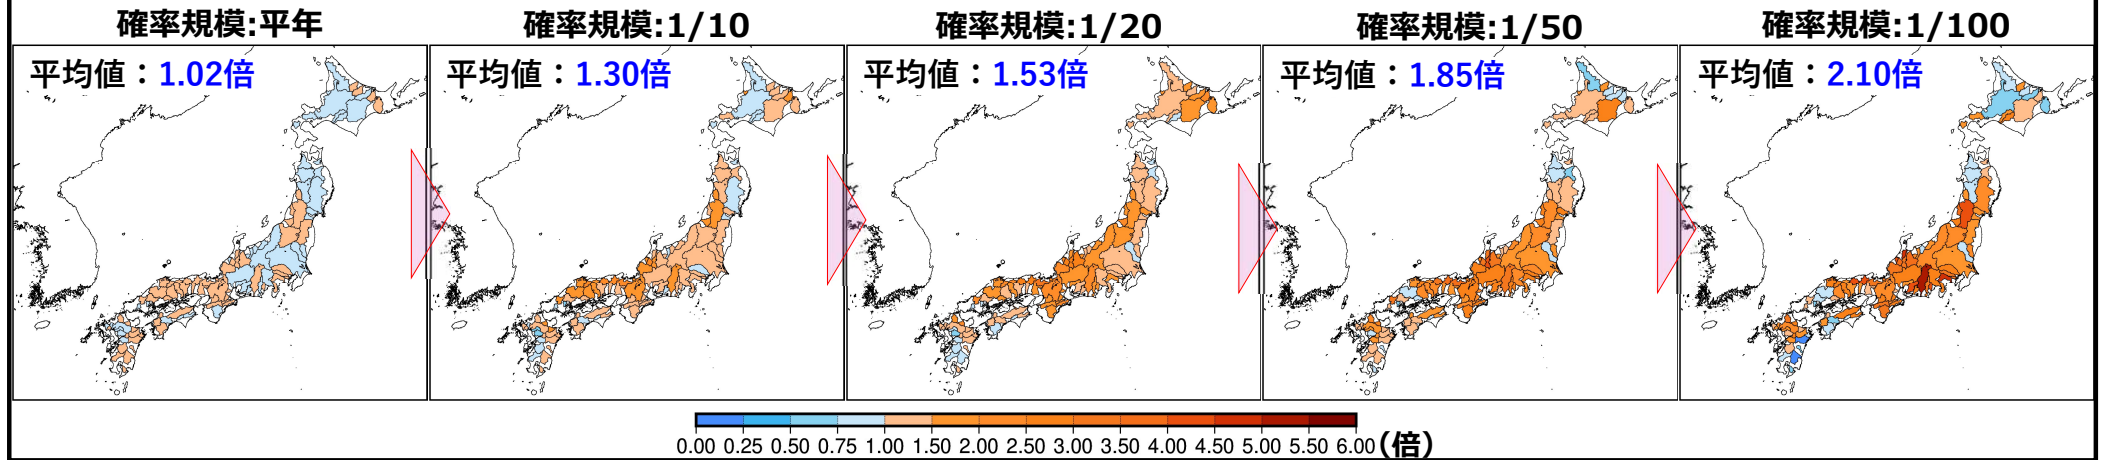 確率規模:平年
平均値：1.02倍
確率規模:1/10
平均値：1.30倍
確率規模:1/20
平均値：1.53倍
確率規模:1/50
平均値：1.85倍
確率規模:1/100
平均値：2.10倍
0.00 0.25 0.50 0.75 1.00 1.50 2.00 2.50 3.00 3.50 4.00 4.50 5.00 5.50 6.00 (倍)